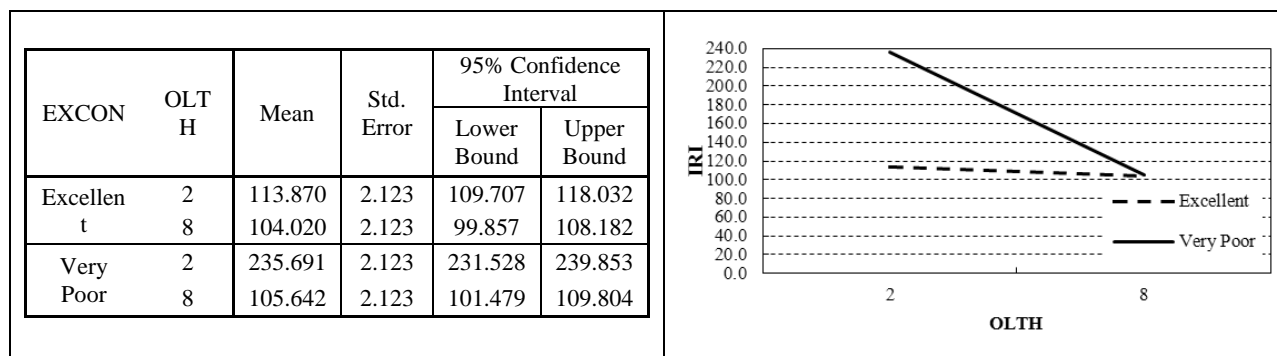 EXCON OLT H Mean Std. Error 95% Confidence Interval
Lower Bound Upper Bound
Excellen t 2 113.870 2.123 109.707 118.032
8 104.020 2.123 99.857 108.182
Very Poor 2 235.691 2.123 231.528 239.853
8 105.642 2.123 101.479 109.804
240.0
220.0
200.0
180.0
160.0
140.0
120.0
100.0
80.0
60.0
40.0
20.0
0.0
IRI
2 8
OLTH
Excellent
Very Poor